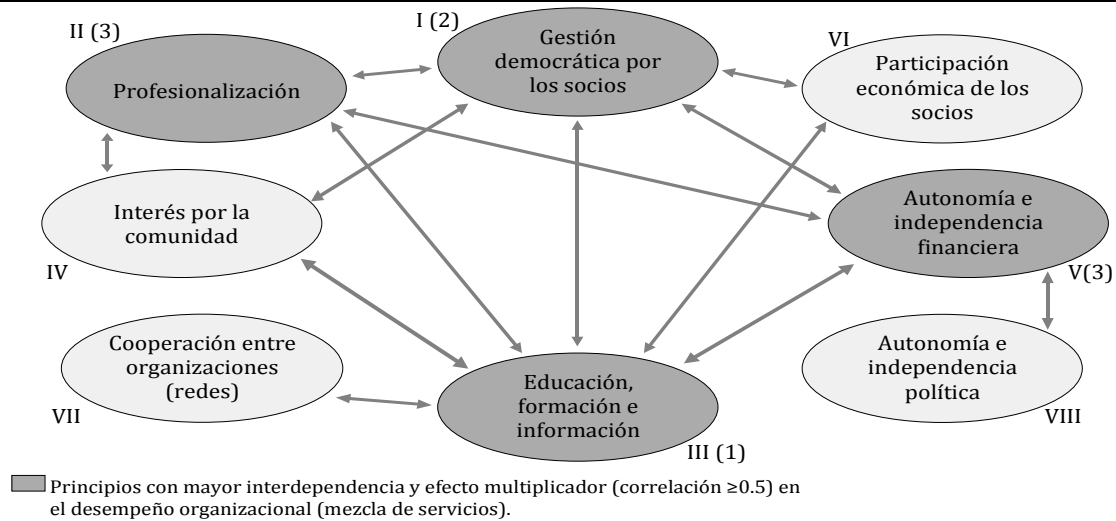 II (3)
Profesionalización
I (2)
Gestión
democrática por
los socios
VI
Participación
económica de los
socios
Interés por la
comunidad
IV
Autonomía e
independencia
financiera
V(3)
Cooperación entre
organizaciones
(redes)
VII
Educación,
formación e
información
III (1)
Autonomía e
independencia
política
VIII
Principios con mayor interdependencia y efecto multiplicador (correlación ≥0.5) en
el desempeño organizacional (mezcla de servicios).